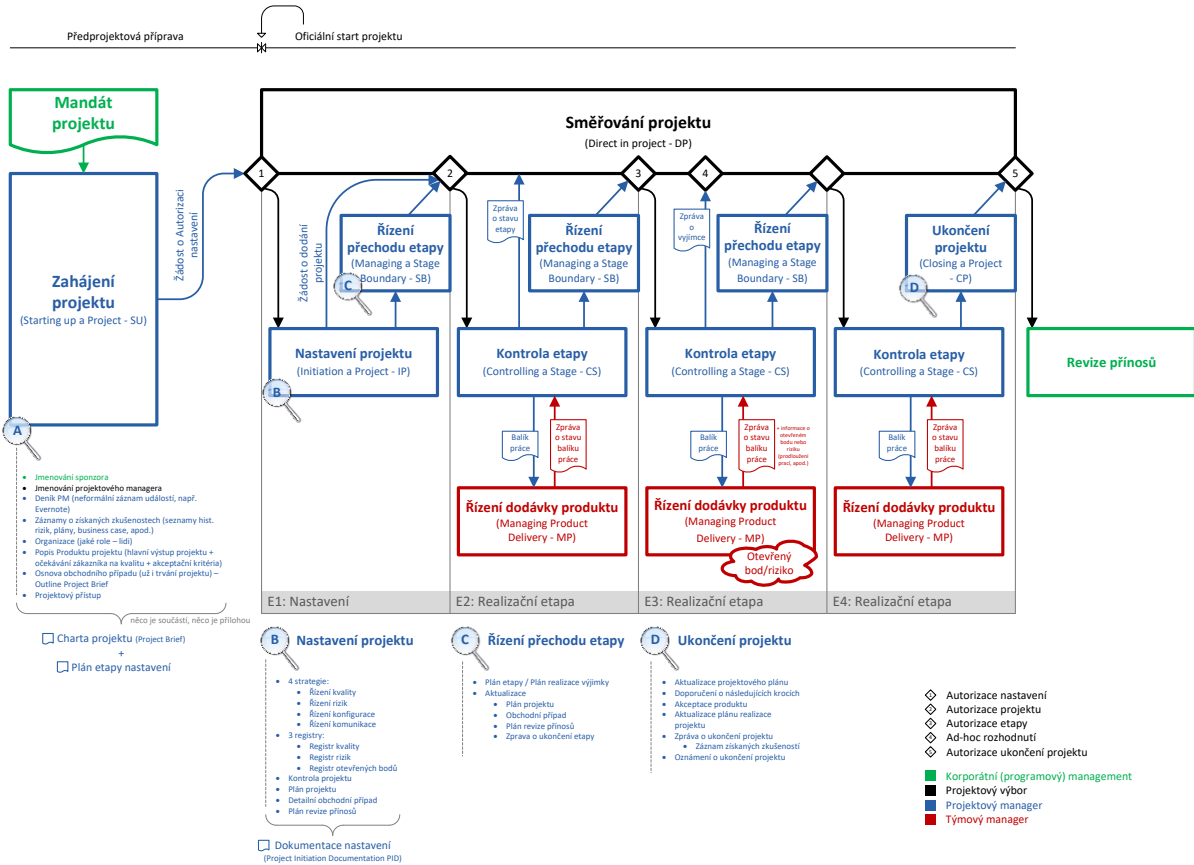 Předprojektová příprava
Oficiální start projektu
Mandát
projektu
Směřování projektu
(Direct in project - DP)
1
2
3
4
5
Žádost o Autorizaci
nastavení
Zahájení
projektu
(Starting up a Project - SU)
A
Žádost o dodání
projektu
Řízení
přechodu etapy
(Managing a Stage
Boundary - SB)
C
Zpráva
o stavu
etapy
Řízení
přechodu etapy
(Managing a Stage
Boundary - SB)
Zpráva
o
vyjímce
Řízení
přechodu etapy
(Managing a Stage
Boundary - SB)
Ukončení
projektu
(Closing a Project
- CP)
D
Nastavení projektu
(Initiation a Project - IP)
B
Kontrola etapy
(Controlling a Stage - CS)
Kontrola etapy
(Controlling a Stage - CS)
Kontrola etapy
(Controlling a Stage - CS)
Revize přínosů
Balík
práce
Zpráva
o stavu
balíku
práce
Balík
práce
Zpráva
o stavu
balíku
práce
+ informace o
otevřeném
bodu nebo
riziku
(prodloužení
prací, apod.)
Balík
práce
Zpráva
o stavu
balíku
práce
Řízení dodávky produktu
(Managing Product
Delivery - MP)
Řízení dodávky produktu
(Managing Product
Delivery - MP)
Otevřený
bod/riziko
Řízení dodávky produktu
(Managing Product
Delivery - MP)
E1: Nastavení
E2: Realizační etapa
E3: Realizační etapa
E4: Realizační etapa
• Jmenování sponzora
• Jmenování projektového managera
• Deník PM (neformální záznam událostí, např.
Evernote)
• Záznamy o získaných zkušenostech (seznamy hist.
rizik, plány, business case, apod.)
• Organizace (jaké role – lidi)
• Popis Produktu projektu (hlavní výstup projektu +
očekávání zákazníka na kvalitu + akceptační kritéria)
• Osnova obchodního případu (už i trvání projektu) –
Outline Project Brief
• Projektový přístup
něco je součástí, něco je přílohou
Charta projektu (Project Brief)
+
Plán etapy nastavení
B
Nastavení projektu
• 4 strategie:
• Řízení kvality
• Řízení rizik
• Řízení konfigurace
• Řízení komunikace
• 3 registry:
• Registr kvality
• Registr rizik
• Registr otevřených bodů
• Kontrola projektu
• Plán projektu
• Detailní obchodní případ
• Plán revize přínosů
Dokumentace nastavení
(Project Initiation Documentation PID)
C
Řízení přechodu etapy
• Plán etapy / Plán realizace výjimky
• Aktualizace
• Plán projektu
• Obchodní případ
• Plán revize přínosů
• Zprava o ukončení etapy
D
Ukončení projektu
• Aktualizace projektového plánu
• Doporučení o následujících krocích
• Akceptace produktu
• Aktualizace plánu realizace
projektu
• Zpráva o ukončení projektu
• Záznam získaných zkušeností
• Oznámení o ukončení projektu
1 Autorizace nastavení
2 Autorizace projektu
3 Autorizace etapy
4 Ad-hoc rozhodnutí
5 Autorizace ukončení projektu
Korporátní (programový) management
Projektový výbor
Projektový manager
Týmový manager